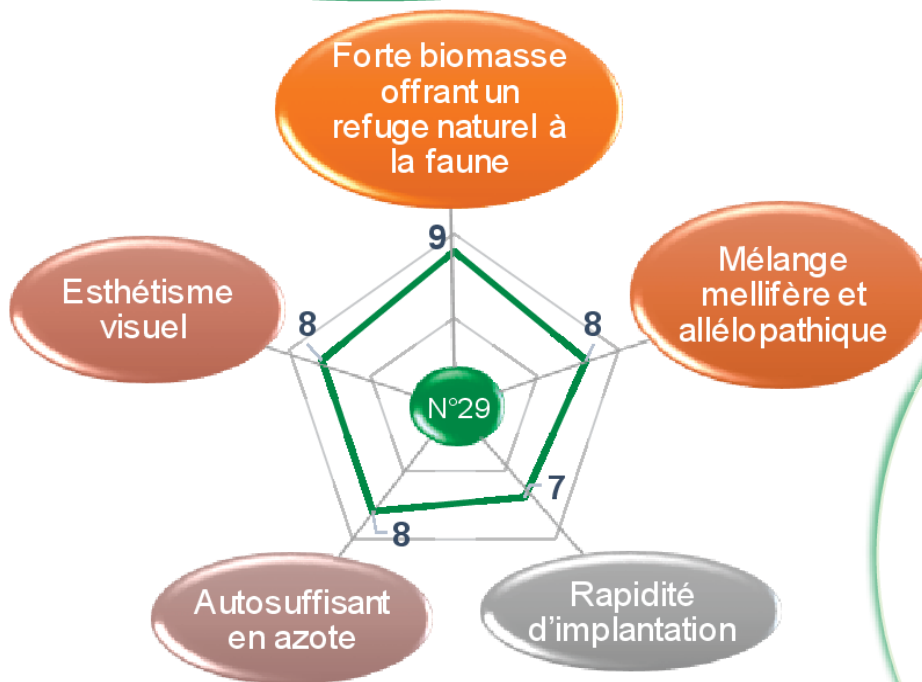 Forte biomasse
offrant un
refuge naturel à
la faune
9
Esthétisme
visuel
8
8
Mélange
mellifère et
allélopathique
N°29
7
8
Autosuffisant
en azote
Rapidité
d'implantation